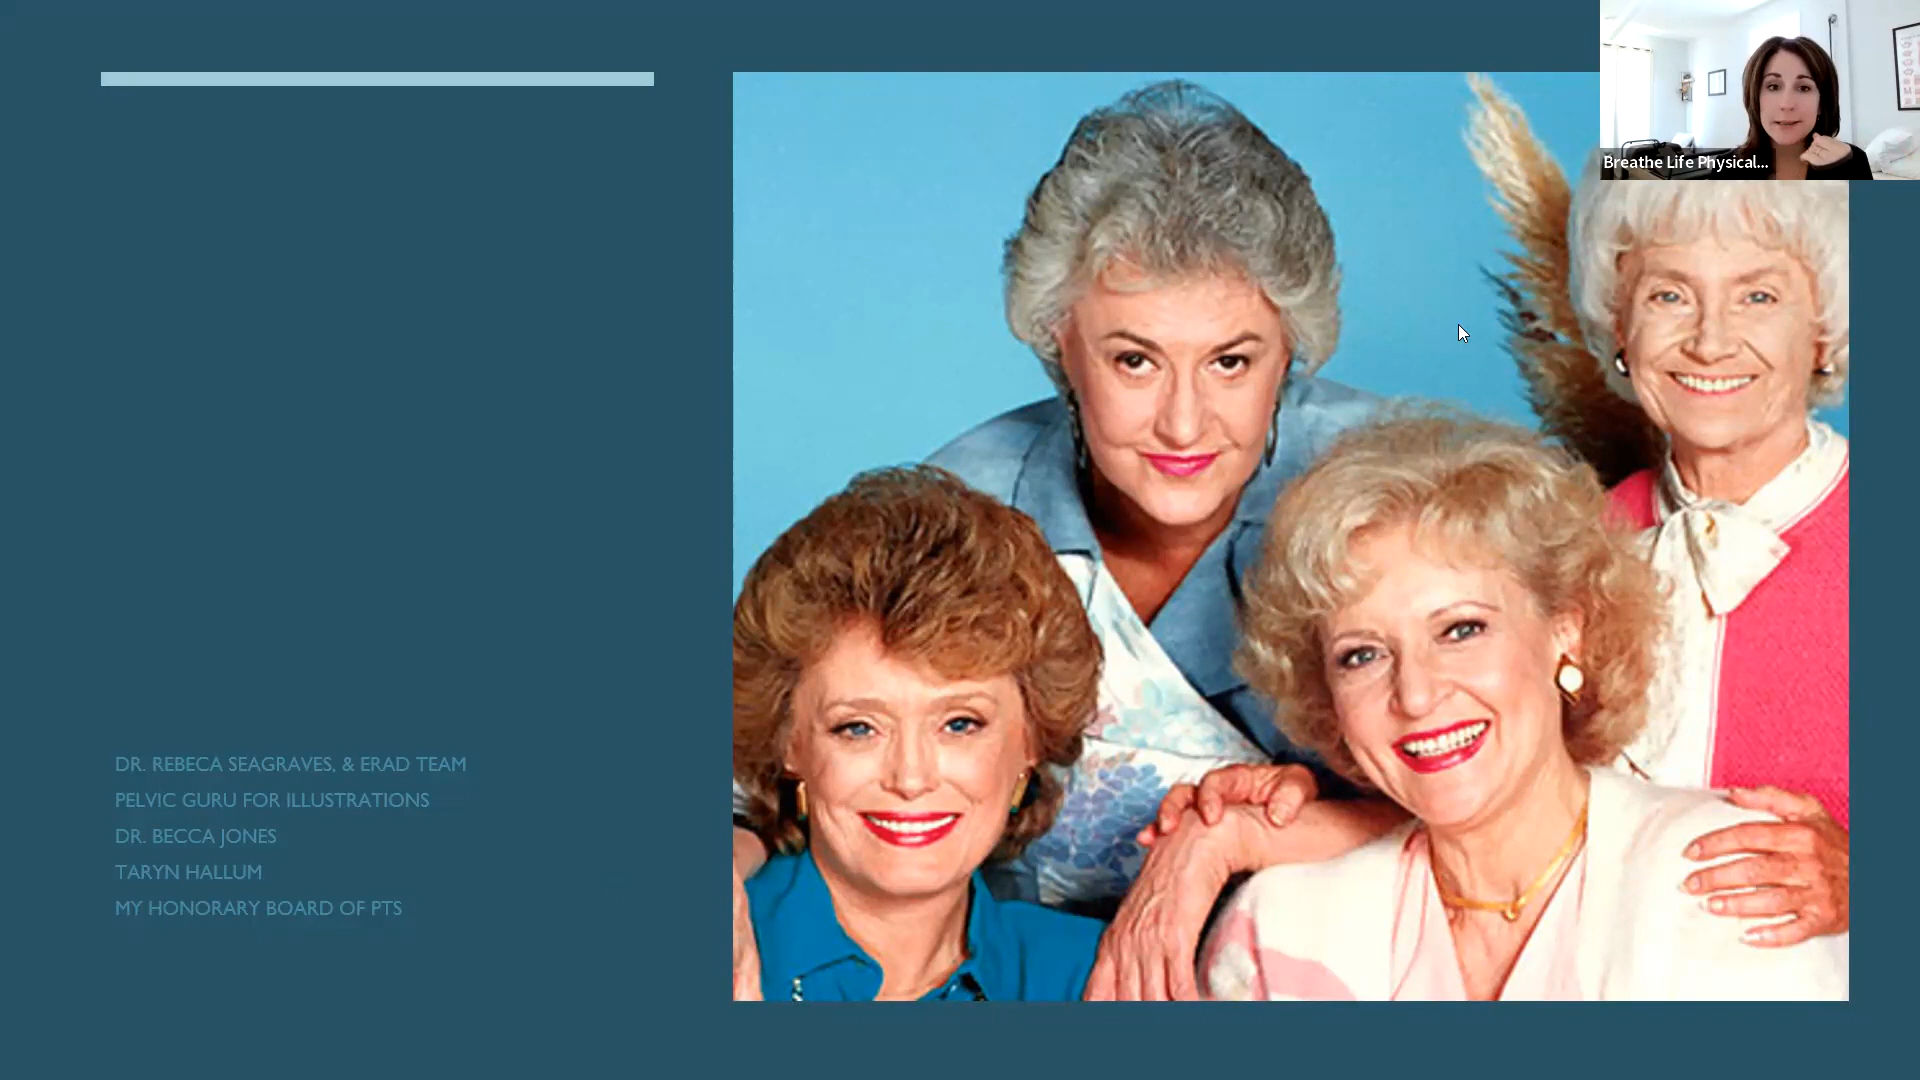 Breathe Life Physical...
DR. REBECA SEAGRAVES, & ERAD TEAM
PELVIC GURU FOR ILLUSTRATIONS
DR. BECCA JONES
TARYN HALLUM
MY HONORARY BOARD OF PTS